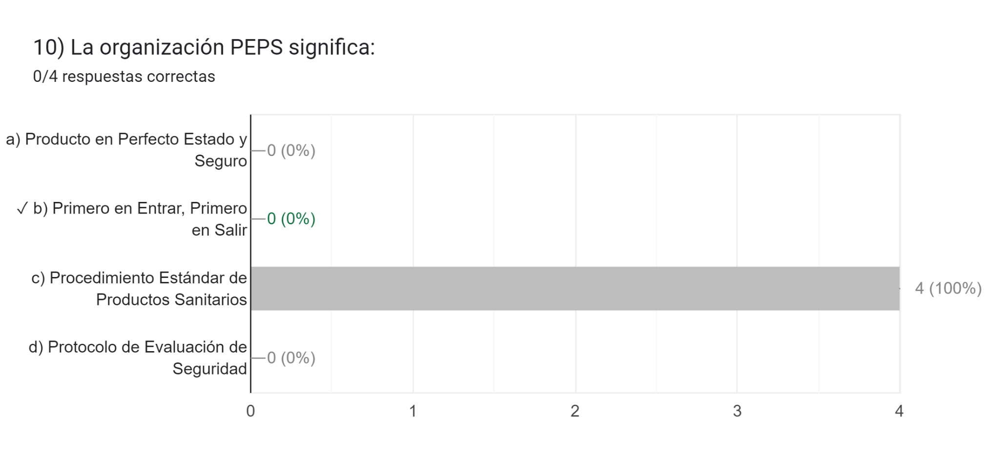 10) La organización PEPS significa:
0/4 respuestas correctas
a) Producto en Perfecto Estado y
Seguro
0 (0%)
✓ b) Primero en Entrar, Primero
en Salir
0 (0%)
c) Procedimiento Estándar de
Productos Sanitarios
4 (100%)
d) Protocolo de Evaluación de
Seguridad
0 (0%)
0 1 2 3 4